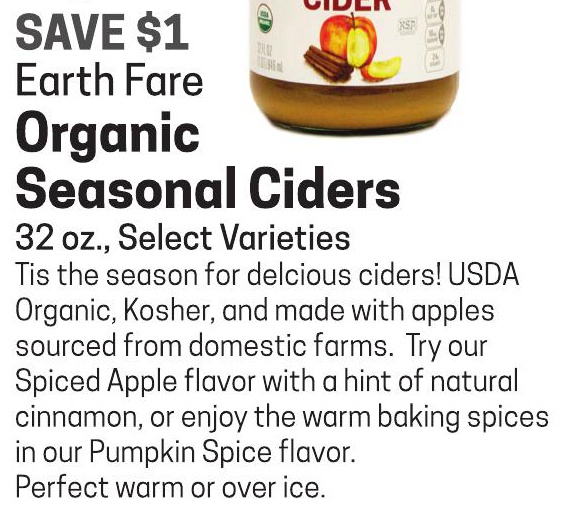 CIDER
SAVE $1
Earth Fare
Organic
Seasonal Ciders
32 oz., Select Varieties
Tis the season for delcious ciders! USDA
Organic, Kosher, and made with apples
sourced from domestic farms. Try our
Spiced Apple flavor with a hint of natural
cinnamon, or enjoy the warm baking spices
in our Pumpkin Spice flavor.
Perfect warm or over ice.